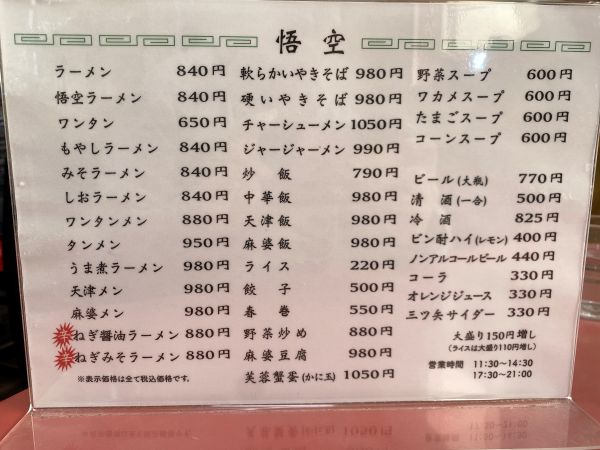 悟空
ラーメン 840円
悟空ラーメン 840円
ワンタン 650円
もやしラーメン 840円
みそラーメン 840円
しおラーメン 840円
ワンタンメン 880円
タンメン 950円
うま煮ラーメン 980円
天津メン 980円
麻婆メン 980円
ねぎ醤油ラーメン 880円
ねぎみそラーメン 880円
※表示価格は全て税込価格です。
軟らかいやきそば 980円
硬いやきそば 980円
チャーシューメン 1050円
ジャージャーメン 990円
炒飯 790円
中華飯 980円
天津飯 980円
麻婆飯 980円
ライス 220円
餃子 500円
春巻 550円
野菜炒め 880円
麻婆豆腐 980円
芙蓉蟹蛋(かに玉) 1050円
野菜スープ 600円
ワカメスープ 600円
たまごスープ 600円
コーンスープ 600円
ビール(大瓶) 770円
清酒(一合) 500円
冷酒 825円
ビン酎ハイ(レモン) 400円
ノンアルコールビール 440円
コーラ 330円
オレンジジュース 330円
三ツ矢サイダー 330円
大盛り150円増し
(ライスは大盛り110円増し)
営業時間 11:30~14:30
17:30~21:00